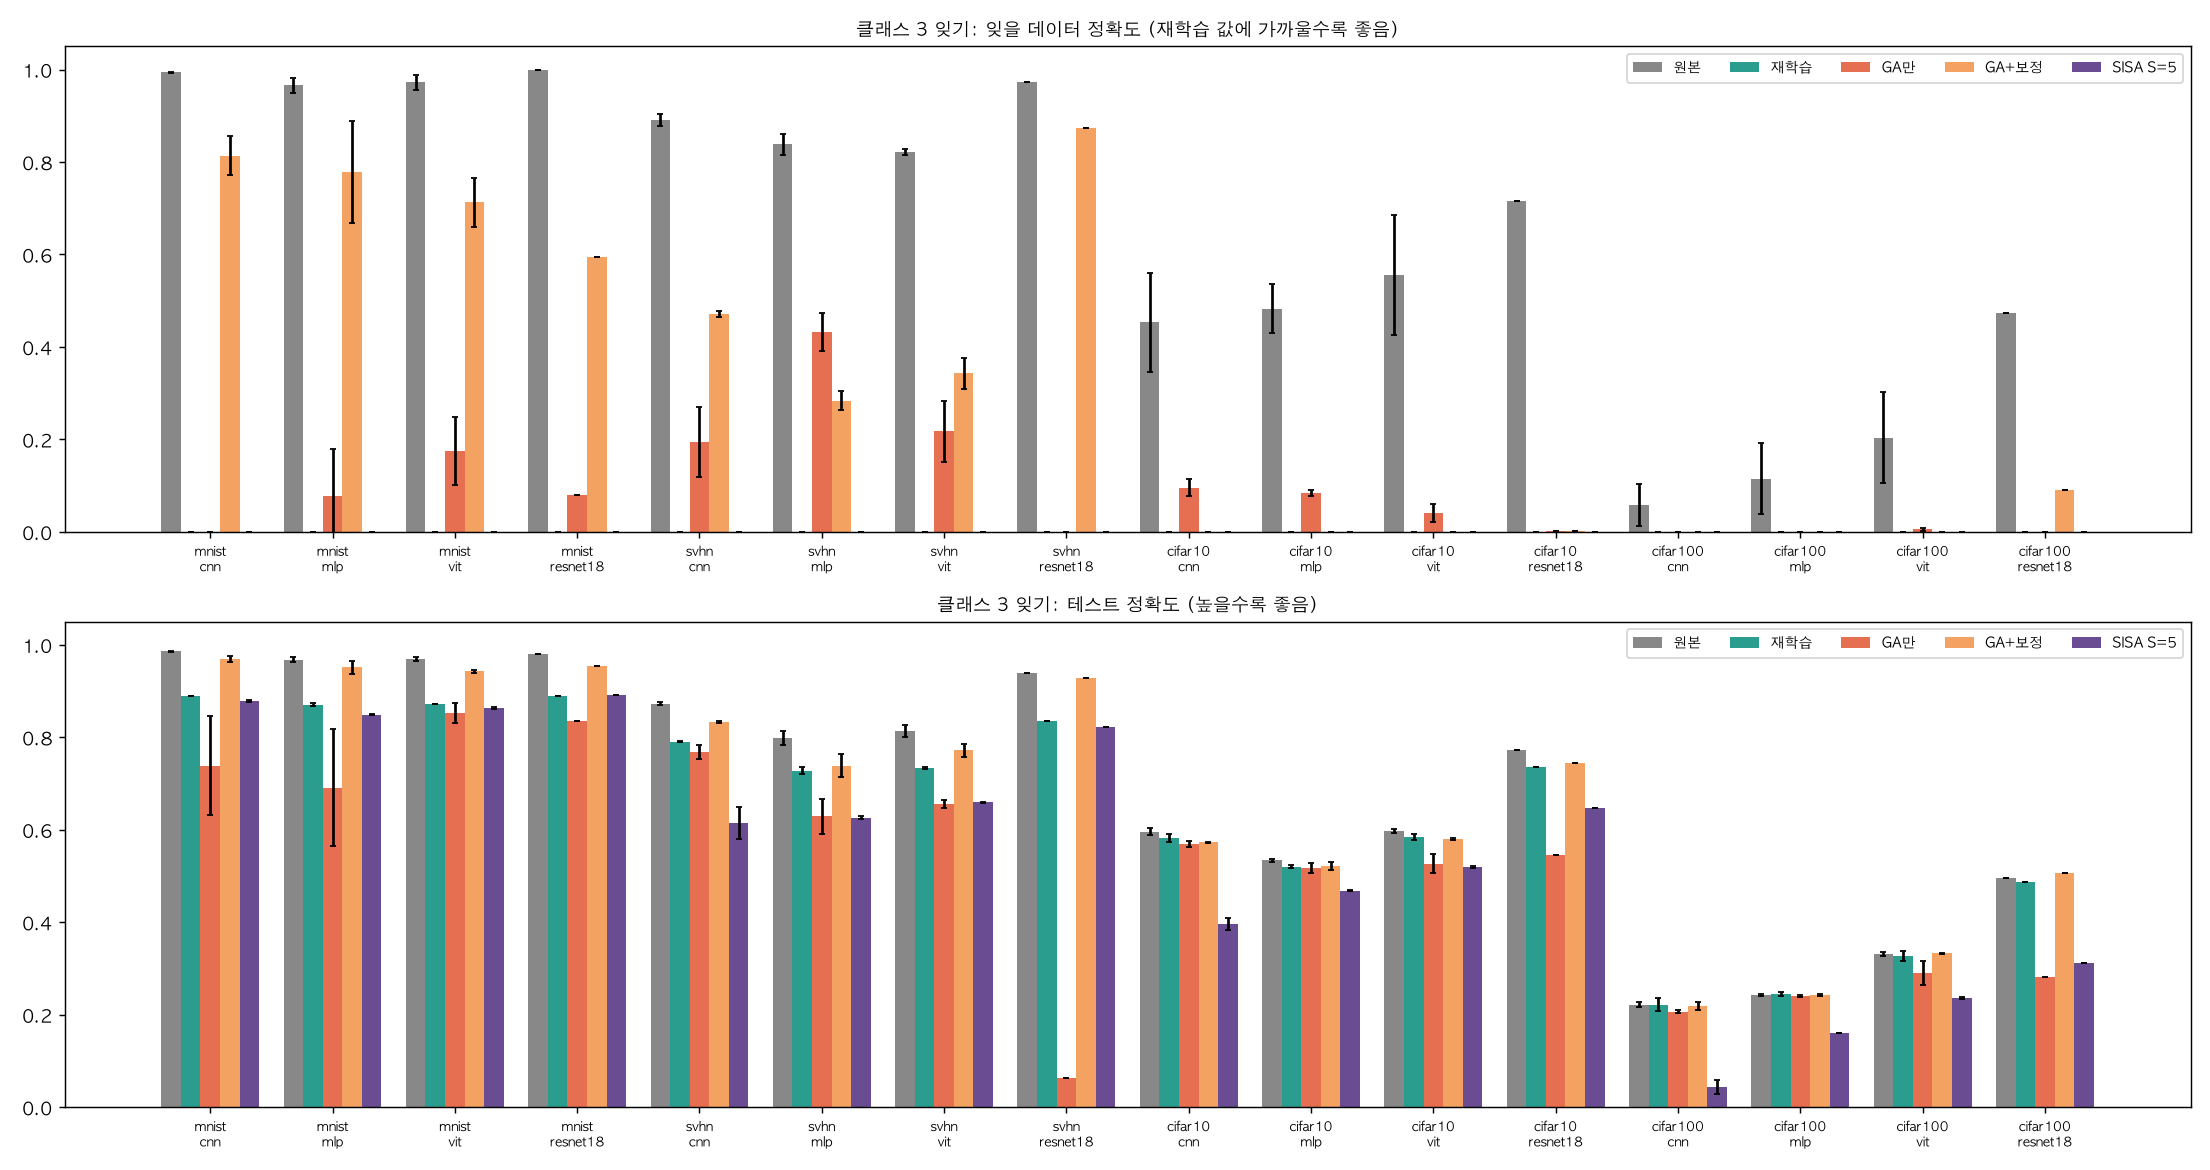 클래스 3 잊기: 잊을 데이터 정확도 (재학습 값에 가까울수록 좋음)
원본 재학습 GA만 GA+보정 SISA S=5
1.0
0.8
0.6
0.4
0.2
0.0
mnist mnist mnist mnist svhn svhn svhn svhn cifar10 cifar10 cifar10 cifar10 cifar100 cifar100 cifar100 cifar100
cnn mlp vit resnet18 cnn mlp vit resnet18 cnn mlp vit resnet18 cnn mlp vit resnet18
클래스 3 잊기: 테스트 정확도 (높을수록 좋음)
원본 재학습 GA만 GA+보정 SISA S=5
1.0
0.8
0.6
0.4
0.2
0.0
mnist mnist mnist mnist svhn svhn svhn svhn cifar10 cifar10 cifar10 cifar10 cifar100 cifar100 cifar100 cifar100
cnn mlp vit resnet18 cnn mlp vit resnet18 cnn mlp vit resnet18 cnn mlp vit resnet18